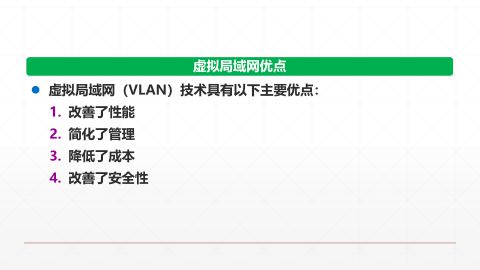 虚拟局域网优点
虚拟局域网（VLAN）技术具有以下主要优点：
1. 改善了性能
2. 简化了管理
3. 降低了成本
4. 改善了安全性